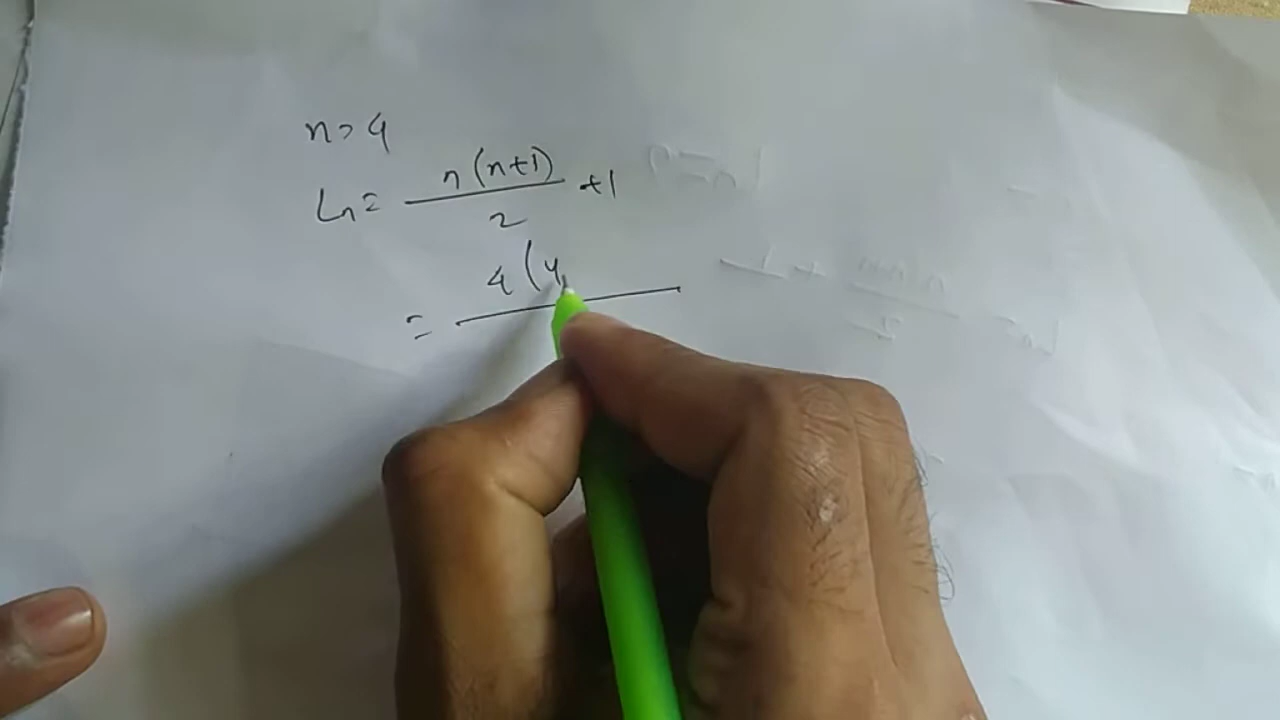 n > 4
Ln = n(n+1)/2 +1
= 4(4